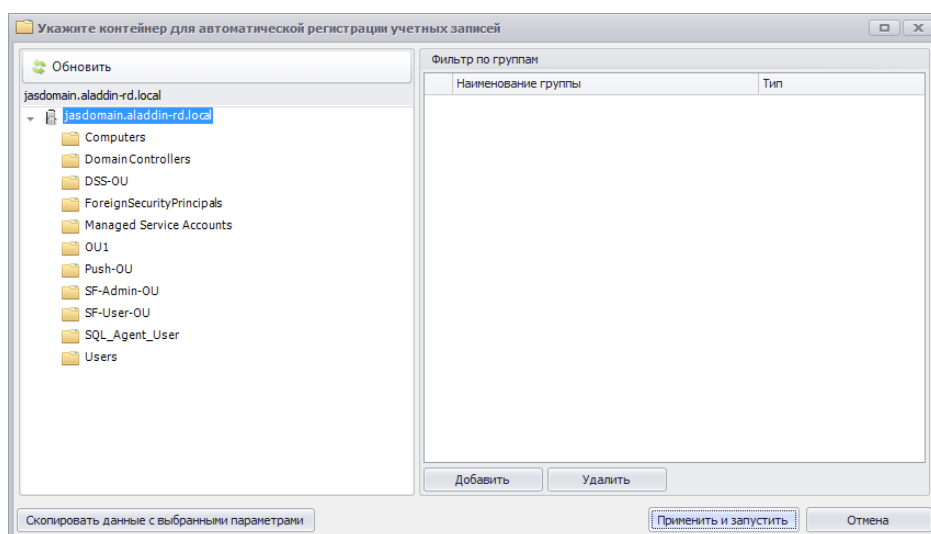 Укажите контейнер для автоматической регистрации учетных записей
Обновить
jasdomain.aladdin-rd.local
jasdomain.aladdin-rd.local
Computers
Domain Controllers
DSS-OU
ForeignSecurityPrincipals
Managed Service Accounts
OU1
Push-OU
SF-Admin-OU
SF-User-OU
SQL_Agent_User
Users
Фильтр по группам
Наименование группы Тип
Добавить Удалить
Скопировать данные с выбранными параметрами Применить и запустить Отмена